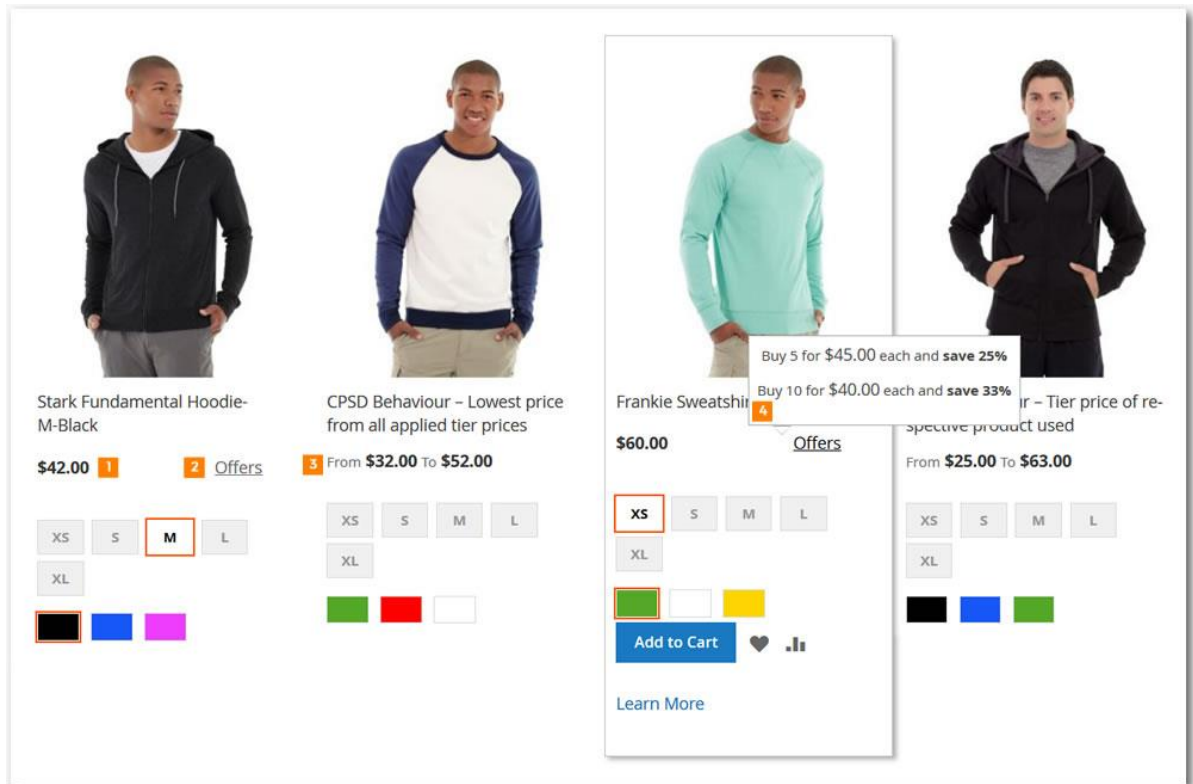 Stark Fundamental Hoodie-
M-Black
$42.00 1 2 Offers
XS S M L
XL
CPSD Behaviour – Lowest price
from all applied tier prices
3 From $32.00 To $52.00
XS S M L
XL
Buy 5 for $45.00 each and save 25%
Buy 10 for $40.00 each and save 33%
4
Frankie
$60.00 Offers
XS S M L
XL
Add to Cart
Learn More
– Tier price of re-
spective product used
From $25.00 To $63.00
XS S M L
XL